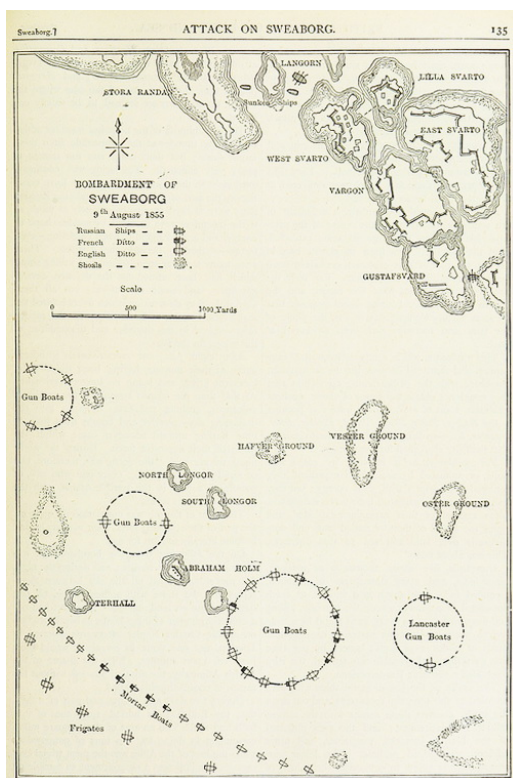 Sweaborg.]
ATTACK ON SWEABORG.
135
LANGORN
LILLA SVARTO
STORA RANDA
Sunken Ships
EAST SVARTO
WEST SVARTO
VARGON
BOMBARDMENT OF
SWEABORG
9th August 1855
Russian Ships
French Ditto
English Ditto
Shoals
GUSTAFSVARD
Scale
0 500 1000 Yards
Gun Boats
VESTER GROUND
HAFVER GROUND
NORTH LONGOR
SOUTH LONGOR
OSTER GROUND
Gun Boats
ABRAHAM HOLM
OTERHALL
Gun Boats
Lancaster
Gun Boats
Mortar Boats
Frigates